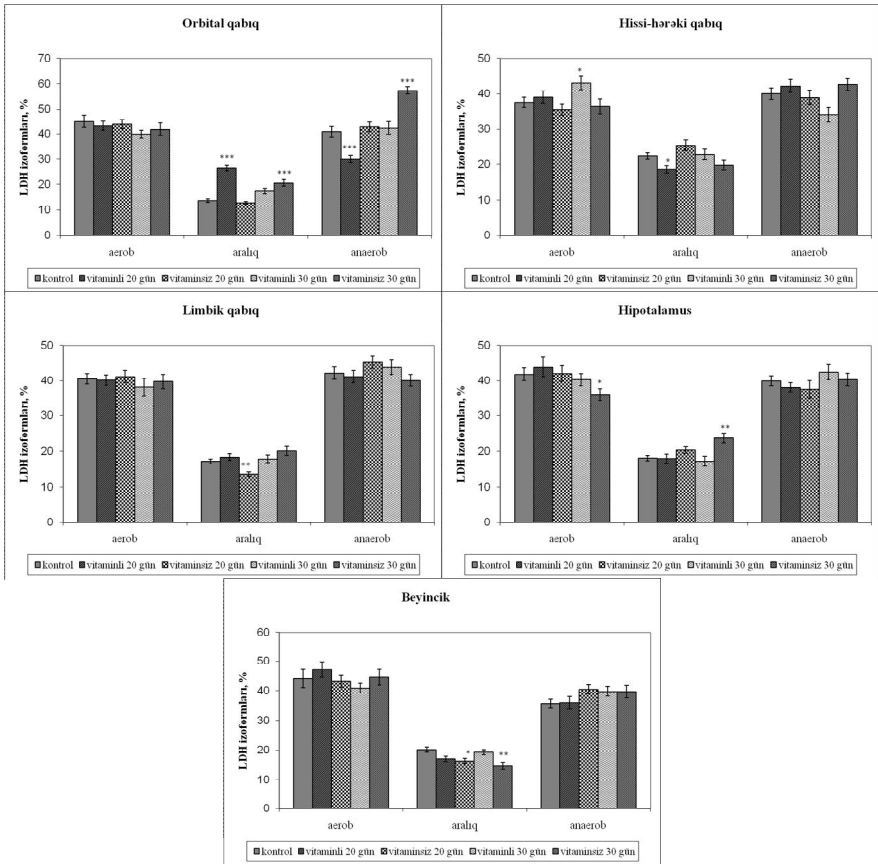 Orbital qabıq
LDH izoformları, %
70
60
50
40
30
20
10
0
***
***
***
***
aerob aralıq anaerob
kontrol vitaminli 20 gün vitaminsiz 20 gün vitaminli 30 gün vitaminsiz 30 gün
Hissi-hərəki qabıq
LDH izoformları, %
50
40
30
20
10
0
*
*
aerob aralıq anaerob
kontrol vitaminli 20 gün vitaminsiz 20 gün vitaminli 30 gün vitaminsiz 30 gün
Limbik qabıq
LDH izoformları, %
50
40
30
20
10
0
**
aerob aralıq anaerob
kontrol vitaminli 20 gün vitaminsiz 20 gün vitaminli 30 gün vitaminsiz 30 gün
Hipotalamus
LDH izoformları, %
50
40
30
20
10
0
*
**
aerob aralıq anaerob
kontrol vitaminli 20 gün vitaminsiz 20 gün vitaminli 30 gün vitaminsiz 30 gün
Beyincik
LDH izoformları, %
60
50
40
30
20
10
0
*
**
aerob aralıq anaerob
kontrol vitaminli 20 gün vitaminsiz 20 gün vitaminli 30 gün vitaminsiz 30 gün